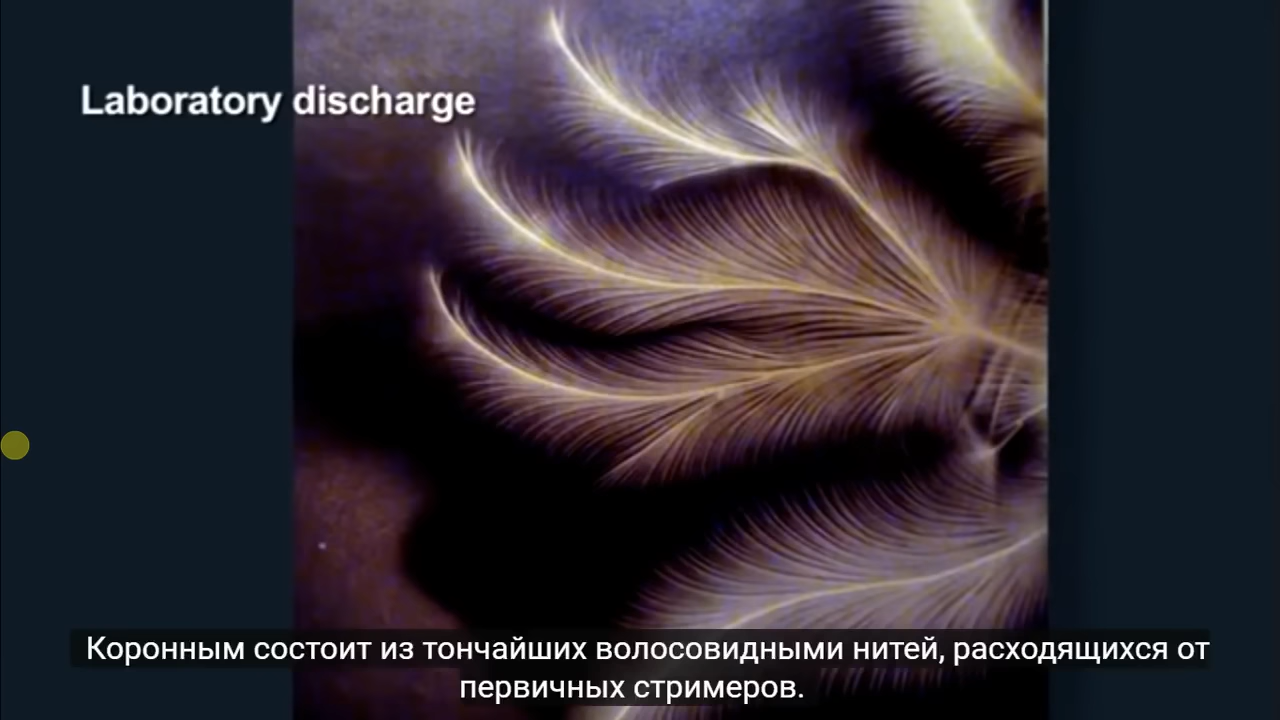 Laboratory discharge
Коронным состоит из тончайших волосовидными нитей, расходящихся от
первичных стримеров.